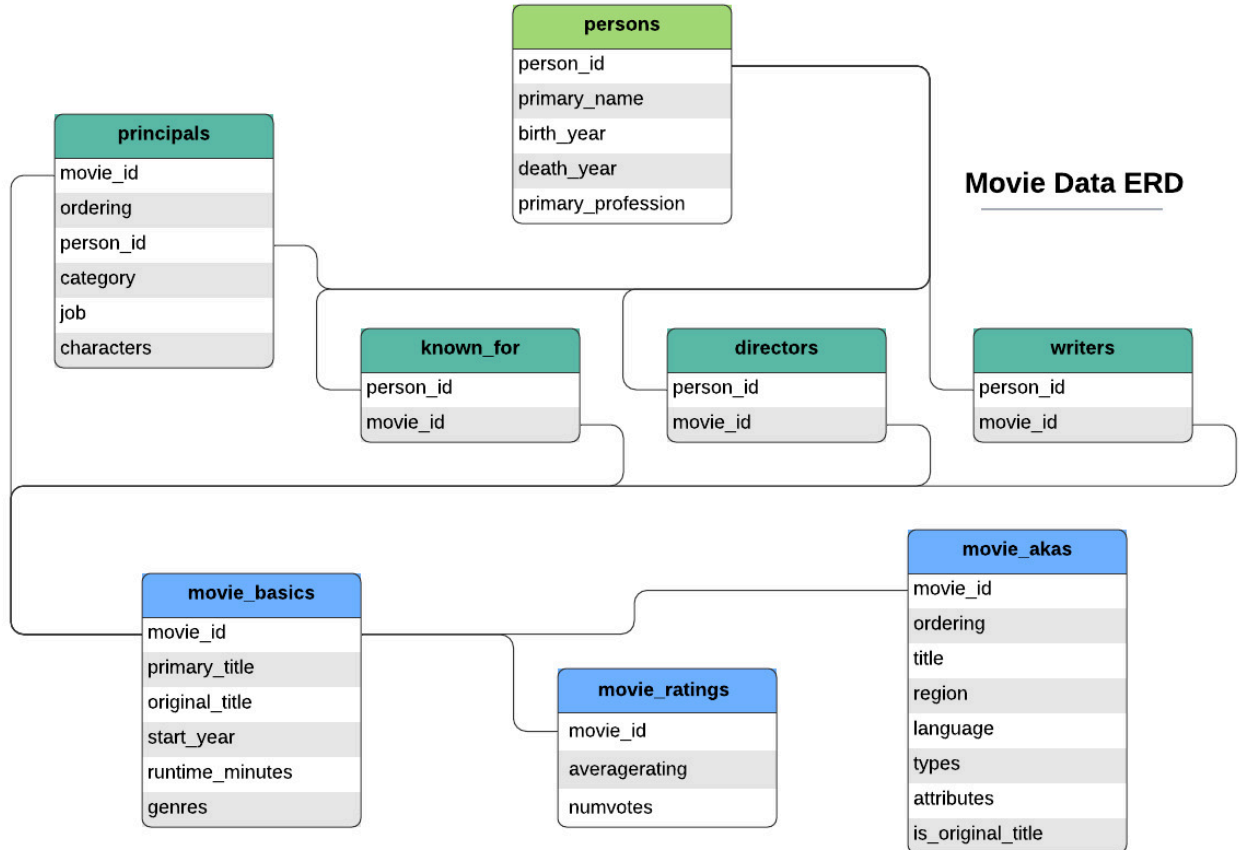 persons
person_id
primary_name
birth_year
death_year
primary_profession
principals
movie_id
ordering
person_id
category
job
characters
Movie Data ERD
known_for
person_id
movie_id
directors
person_id
movie_id
writers
person_id
movie_id
movie_basics
movie_id
primary_title
original_title
start_year
runtime_minutes
genres
movie_ratings
movie_id
averagerating
numvotes
movie_akas
movie_id
ordering
title
region
language
types
attributes
is_original_title